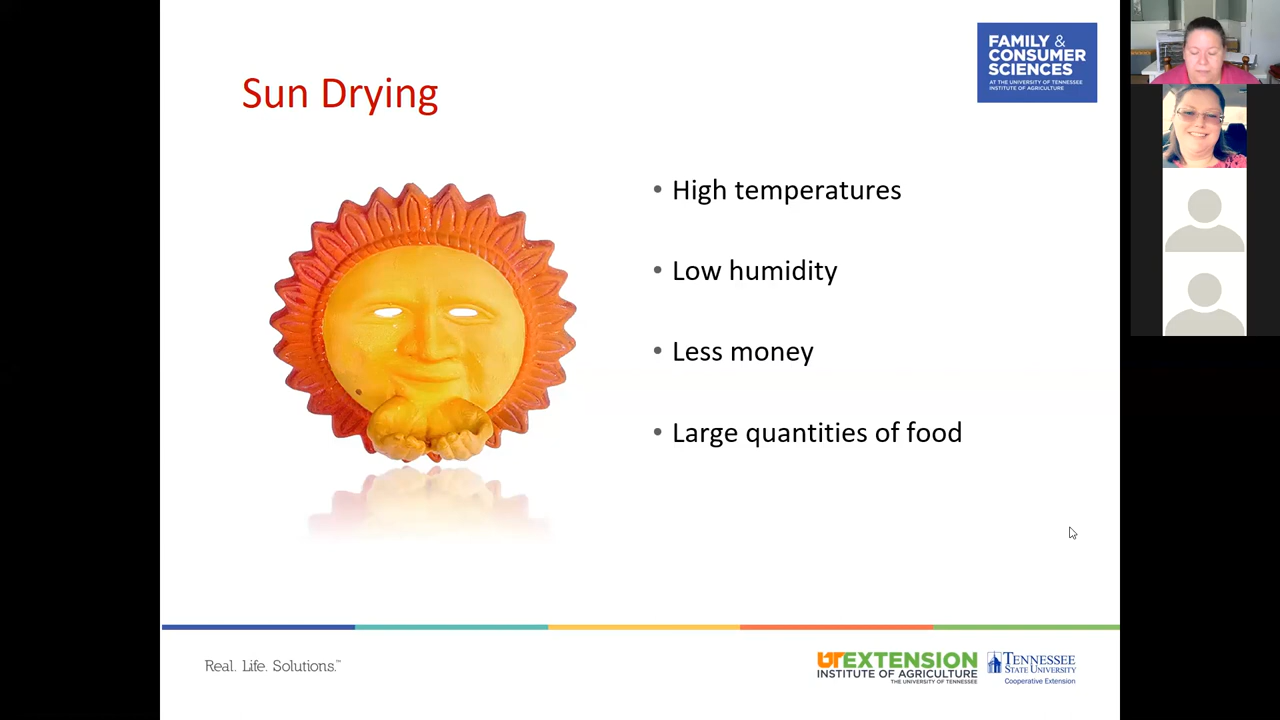 Sun Drying
FAMILY &
CONSUMER
SCIENCES
AT THE UNIVERSITY OF TENNESSEE
INSTITUTE OF AGRICULTURE
• High temperatures
• Low humidity
• Less money
• Large quantities of food
Real. Life. Solutions.™
UT EXTENSION
INSTITUTE OF AGRICULTURE
THE UNIVERSITY OF TENNESSEE
TENNESSEE
STATE UNIVERSITY
Cooperative Extension